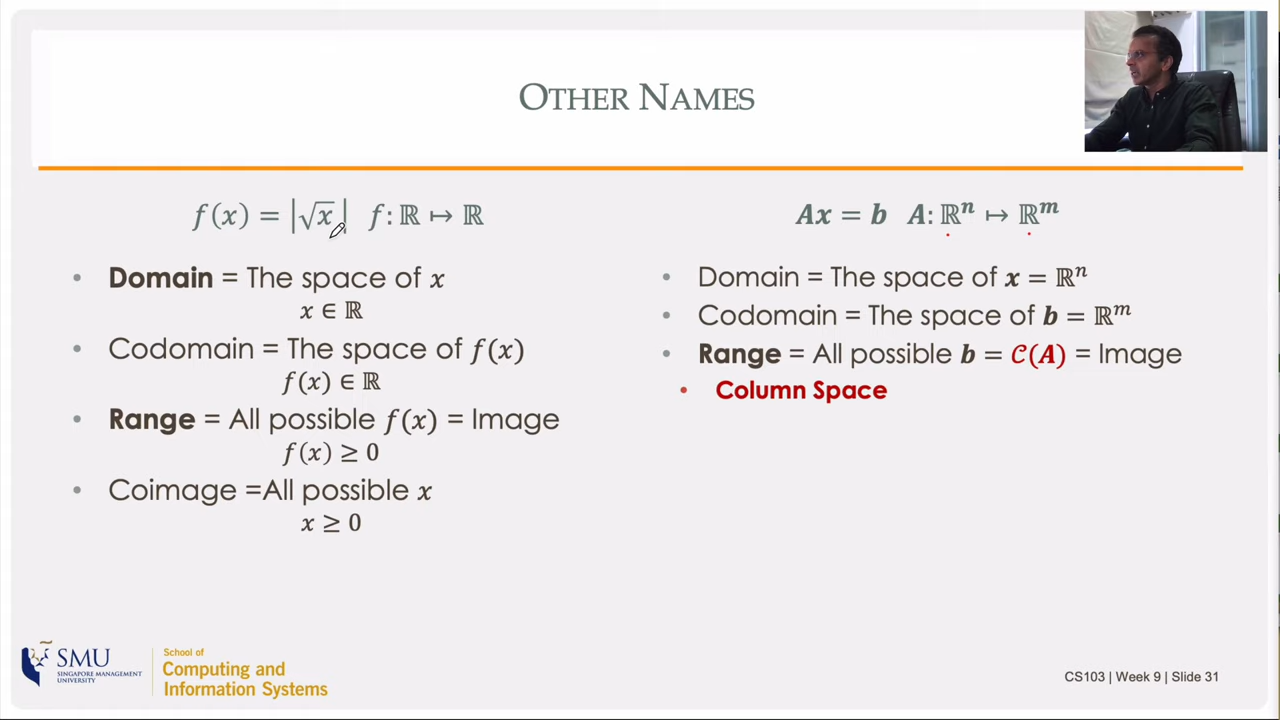 OTHER NAMES
f(x) = |√x| f: ℝ ↦ ℝ
• Domain = The space of x
x ∈ ℝ
• Codomain = The space of f(x)
f(x) ∈ ℝ
• Range = All possible f(x) = Image
f(x) ≥ 0
• Coimage =All possible x
x ≥ 0
Ax = b A: ℝⁿ ↦ ℝᵐ
• Domain = The space of x = ℝⁿ
• Codomain = The space of b = ℝᵐ
• Range = All possible b = 𝒞(A) = Image
• Column Space
SMU
SINGAPORE MANAGEMENT
UNIVERSITY
School of
Computing and
Information Systems
CS103 | Week 9 | Slide 31